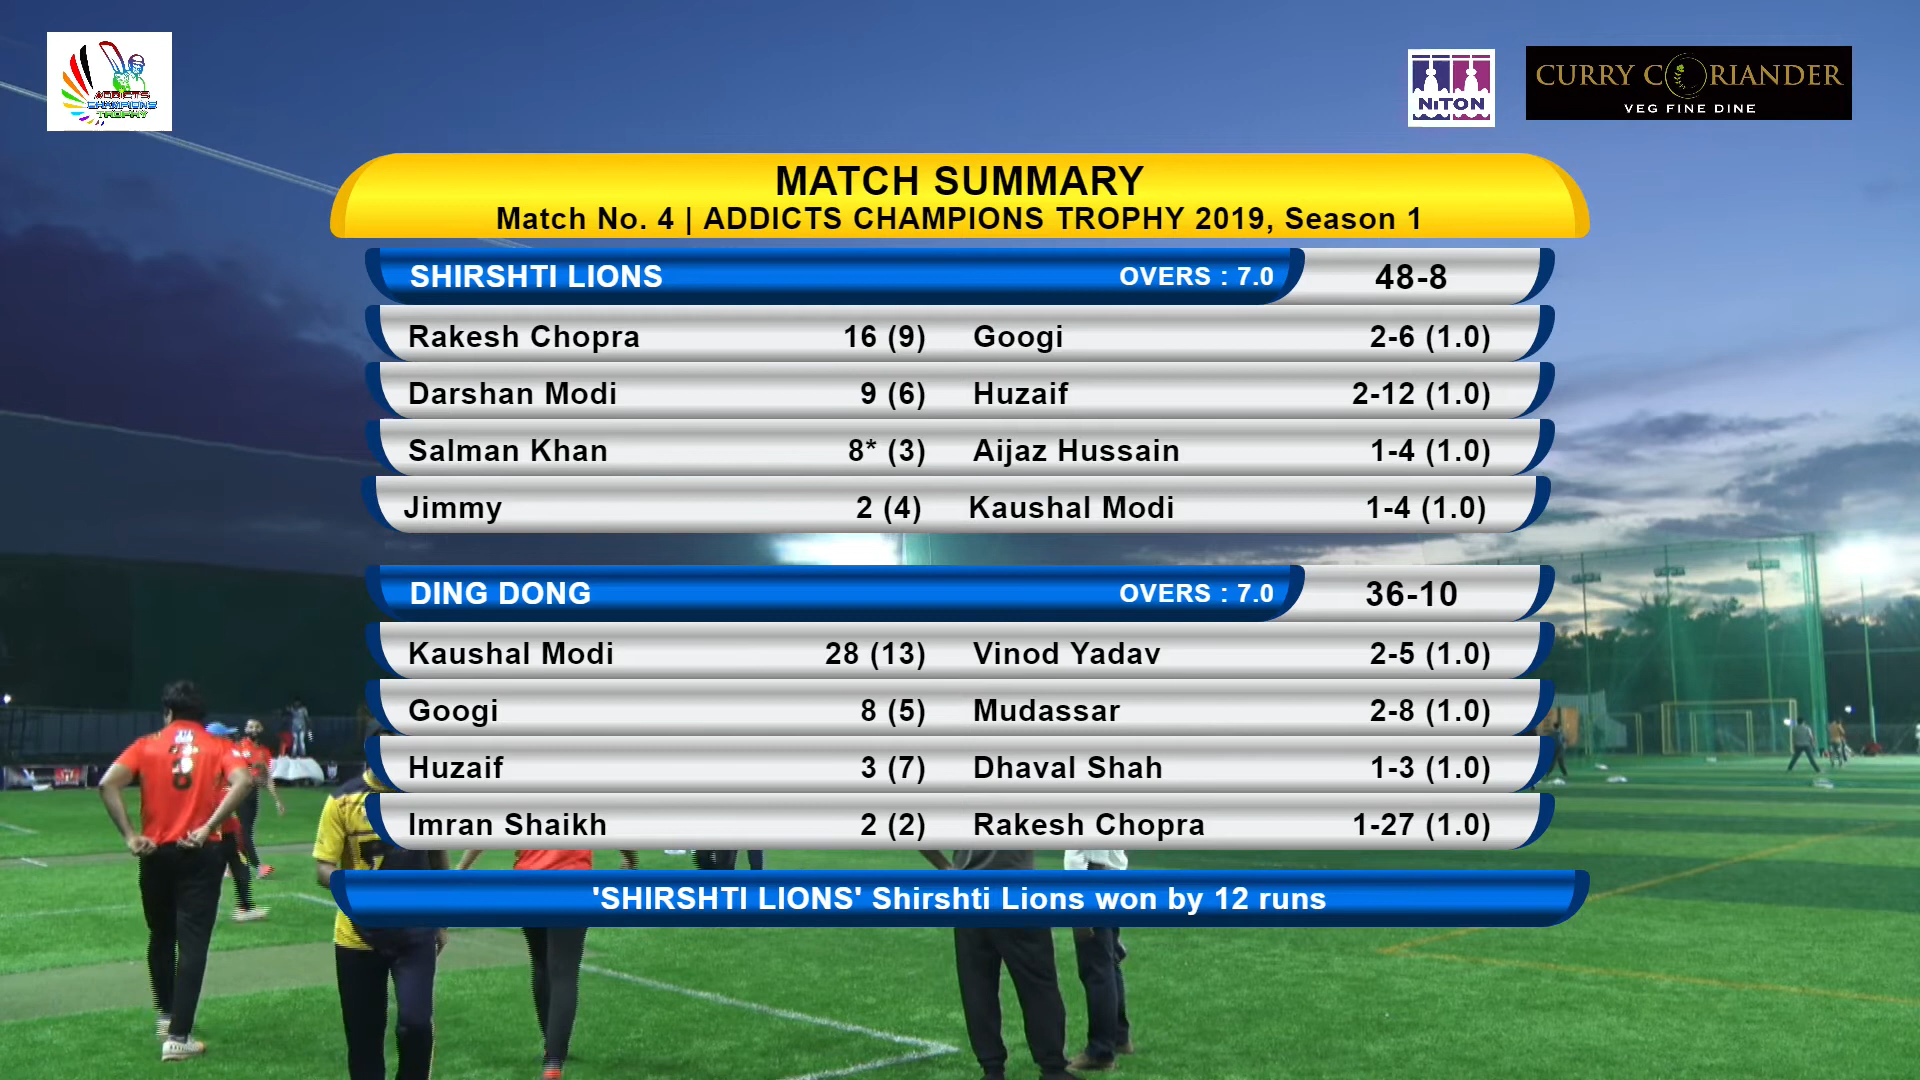 ADDICTS
CHAMPIONS
TROPHY
NiTON
CURRY CORIANDER
VEG FINE DINE
MATCH SUMMARY
Match No. 4 | ADDICTS CHAMPIONS TROPHY 2019, Season 1
SHIRSHTI LIONS OVERS : 7.0 48-8
Rakesh Chopra 16 (9) Googi 2-6 (1.0)
Darshan Modi 9 (6) Huzaif 2-12 (1.0)
Salman Khan 8* (3) Aijaz Hussain 1-4 (1.0)
Jimmy 2 (4) Kaushal Modi 1-4 (1.0)
DING DONG OVERS : 7.0 36-10
Kaushal Modi 28 (13) Vinod Yadav 2-5 (1.0)
Googi 8 (5) Mudassar 2-8 (1.0)
Huzaif 3 (7) Dhaval Shah 1-3 (1.0)
Imran Shaikh 2 (2) Rakesh Chopra 1-27 (1.0)
'SHIRSHTI LIONS' Shirshti Lions won by 12 runs
8